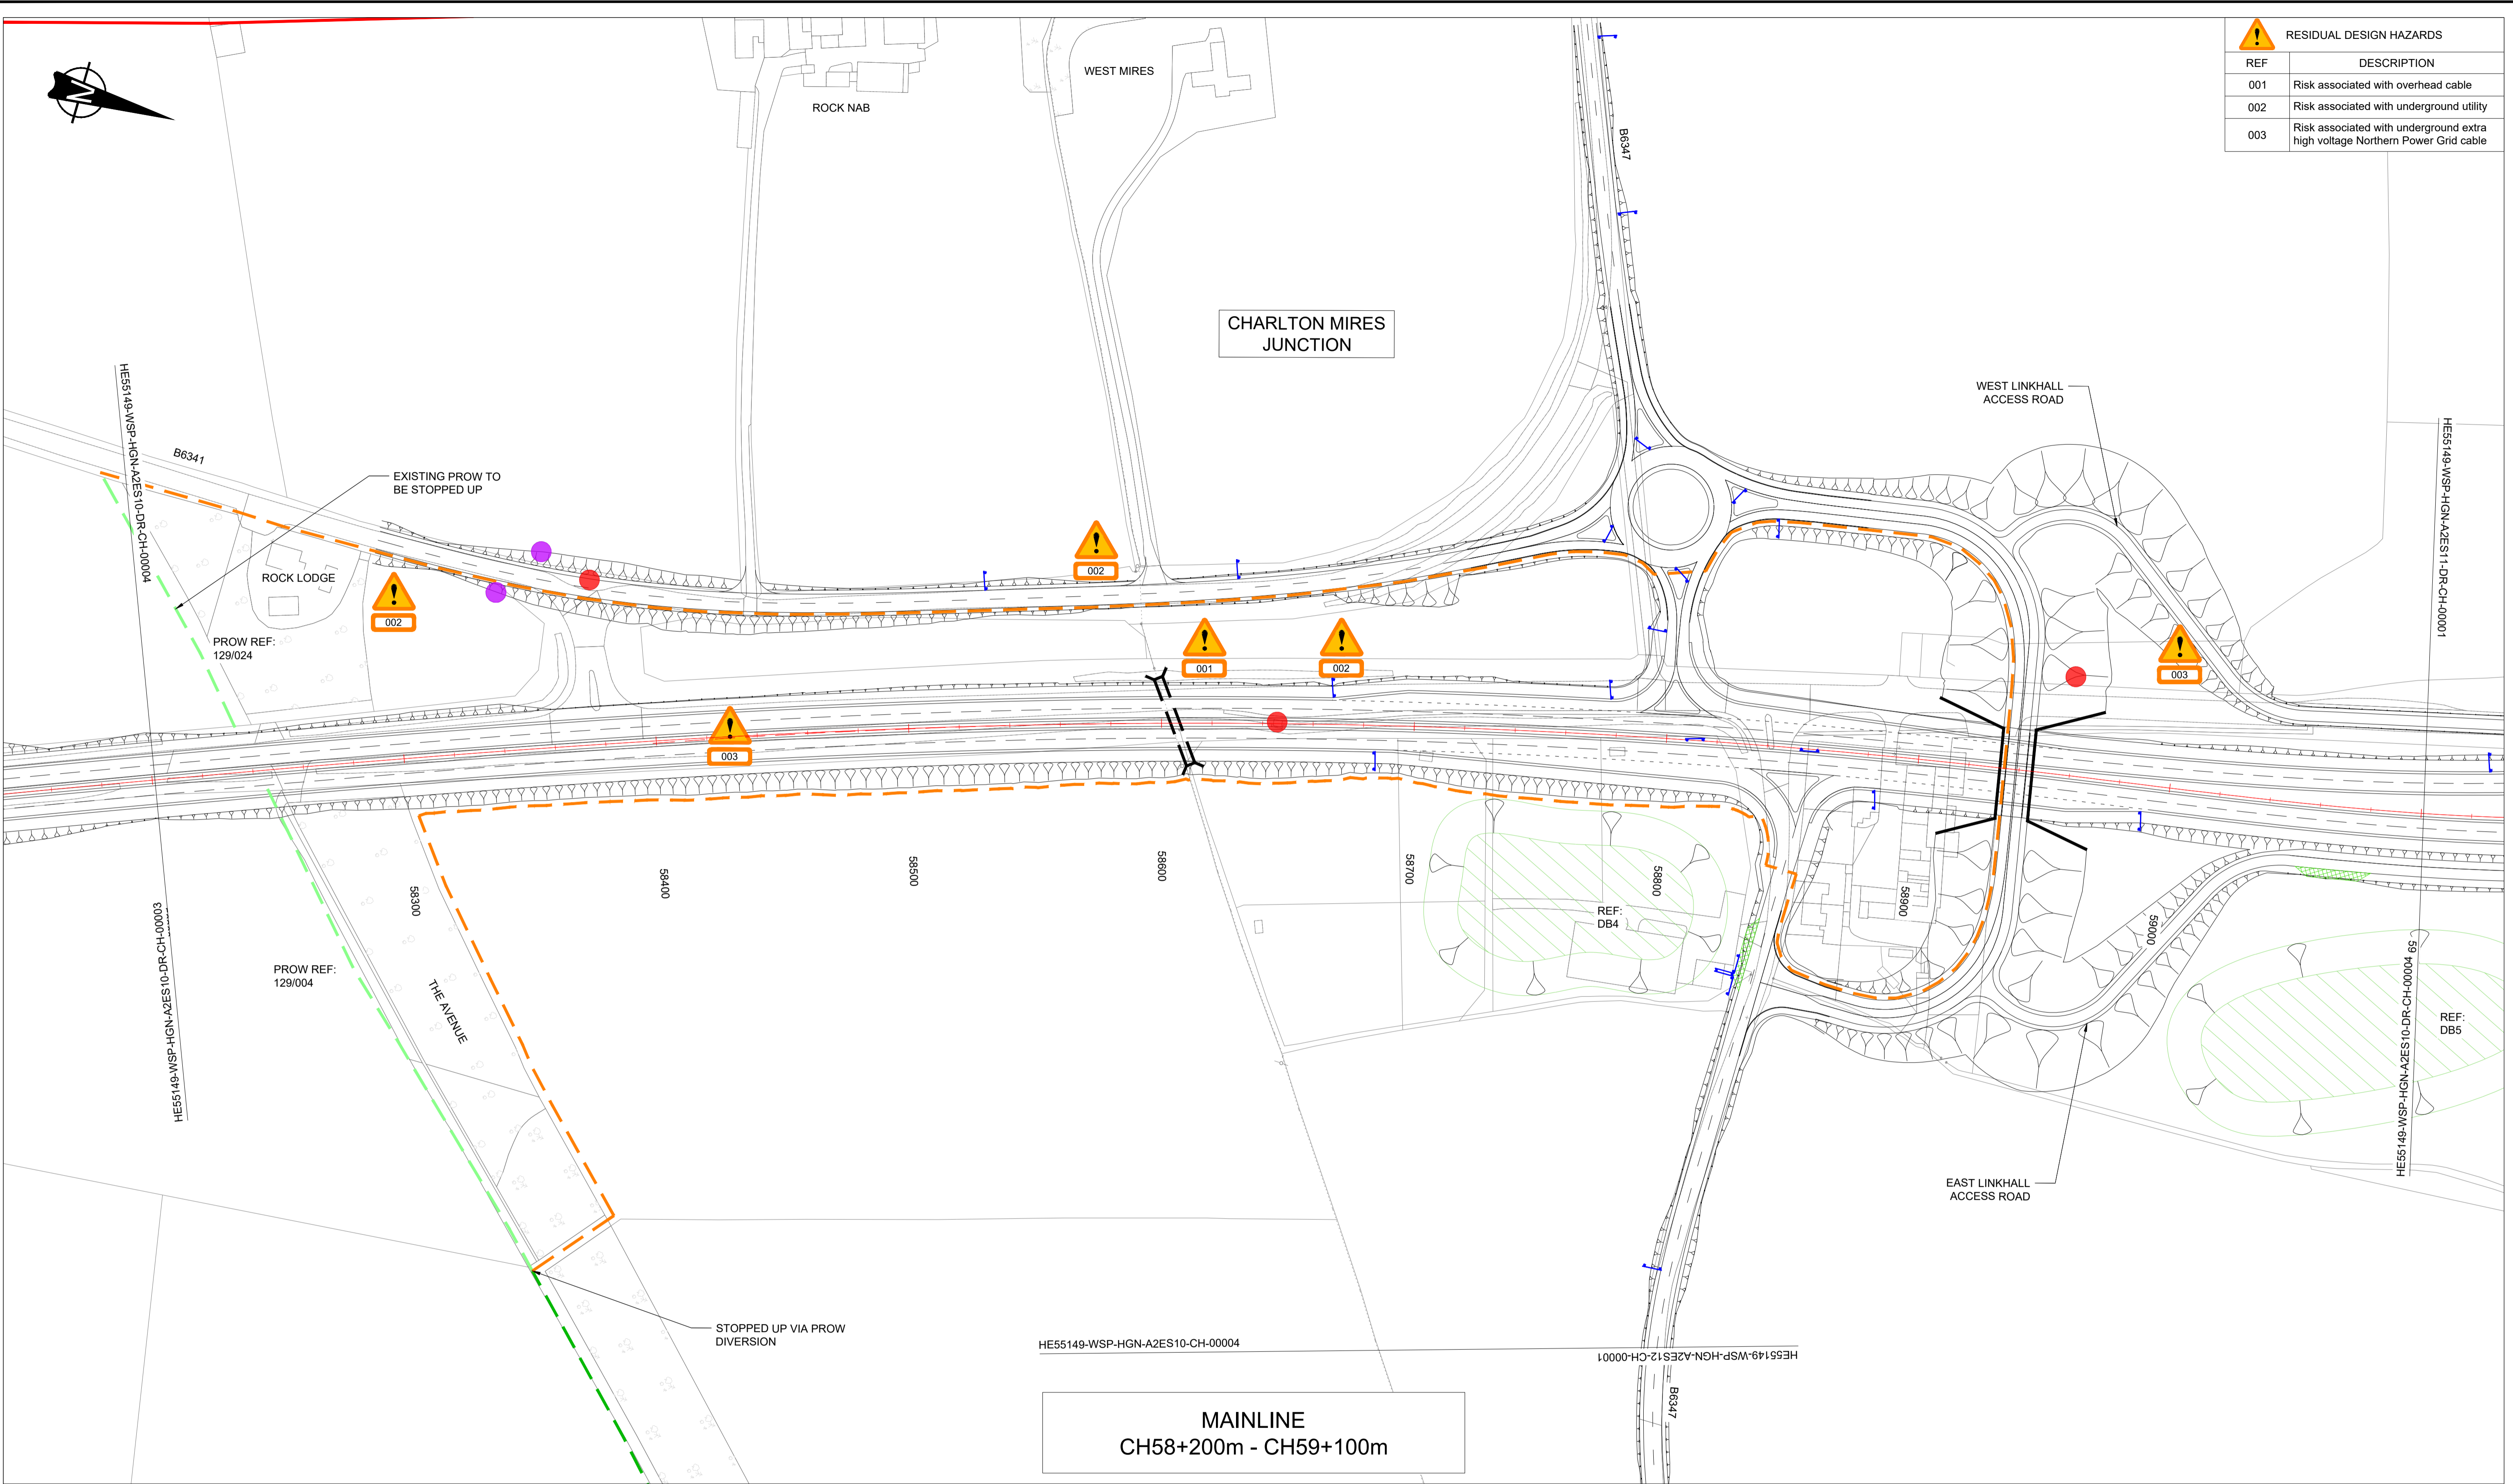 RESIDUAL DESIGN HAZARDS
REF DESCRIPTION
001 Risk associated with overhead cable
002 Risk associated with underground utility
003 Risk associated with underground extra
high voltage Northern Power Grid cable
N
ROCK NAB
WEST MIRES
B6347
CHARLTON MIRES
JUNCTION
WEST LINKHALL
ACCESS ROAD
HE55149-WSP-HGN-A2ES10-DR-CH-00004
HE55149-WSP-HGN-A2ES11-DR-CH-00001
B6341
EXISTING PROW TO
BE STOPPED UP
ROCK LODGE
002
002
PROW REF:
129/024
001
002
003
003
58300
58400
58500
58600
58700
58800
58900
59000
59
REF:
DB4
HE55149-WSP-HGN-A2ES10-DR-CH-00003
HE55149-WSP-HGN-A2ES10-DR-CH-00004
PROW REF:
129/004
THE AVENUE
REF:
DB5
EAST LINKHALL
ACCESS ROAD
STOPPED UP VIA PROW
DIVERSION
HE55149-WSP-HGN-A2ES10-CH-00004
HE55149-WSP-HGN-A2ES12-CH-00001
B6347
MAINLINE
CH58+200m - CH59+100m